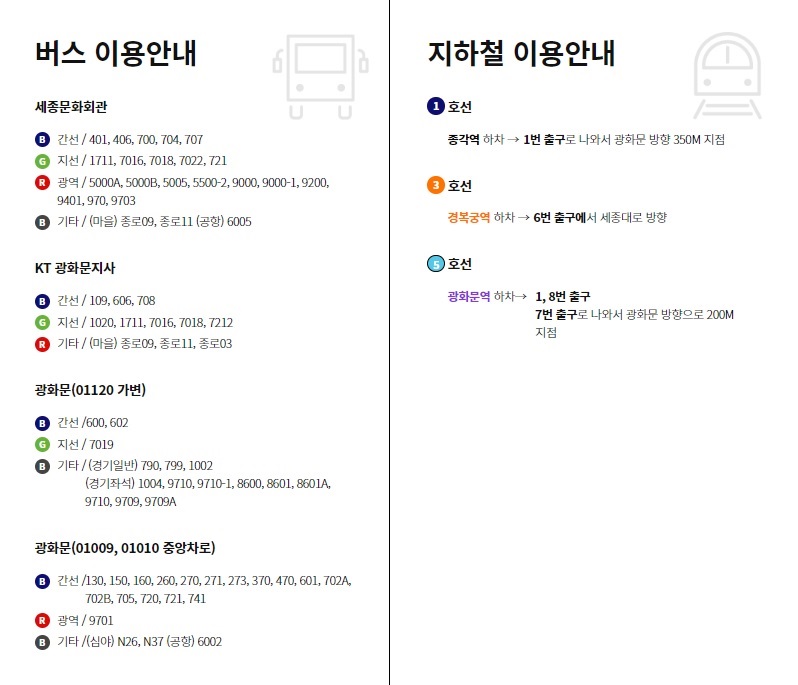 버스 이용안내
세종문화회관
B 간선 / 401, 406, 700, 704, 707
G 지선 / 1711, 7016, 7018, 7022, 721
R 광역 / 5000A, 5000B, 5005, 5500-2, 9000, 9000-1, 9200,
9401, 970, 9703
B 기타 / (마을) 종로09, 종로11 (공항) 6005
KT 광화문지사
B 간선 / 109, 606, 708
G 지선 / 1020, 1711, 7016, 7018, 7212
R 기타 / (마을) 종로09, 종로11, 종로03
광화문(01120 가변)
B 간선 /600, 602
G 지선 / 7019
B 기타 / (경기일반) 790, 799, 1002
(경기좌석) 1004, 9710, 9710-1, 8600, 8601, 8601A,
9710, 9709, 9709A
광화문(01009, 01010 중앙차로)
B 간선 /130, 150, 160, 260, 270, 271, 273, 370, 470, 601, 702A,
702B, 705, 720, 721, 741
R 광역 / 9701
B 기타 /(심야) N26, N37 (공항) 6002
지하철 이용안내
1 호선
종각역 하차 → 1번 출구로 나와서 광화문 방향 350M 지점
3 호선
경복궁역 하차 → 6번 출구에서 세종대로 방향
5 호선
광화문역 하차→ 1, 8번 출구
7번 출구로 나와서 광화문 방향으로 200M
지점